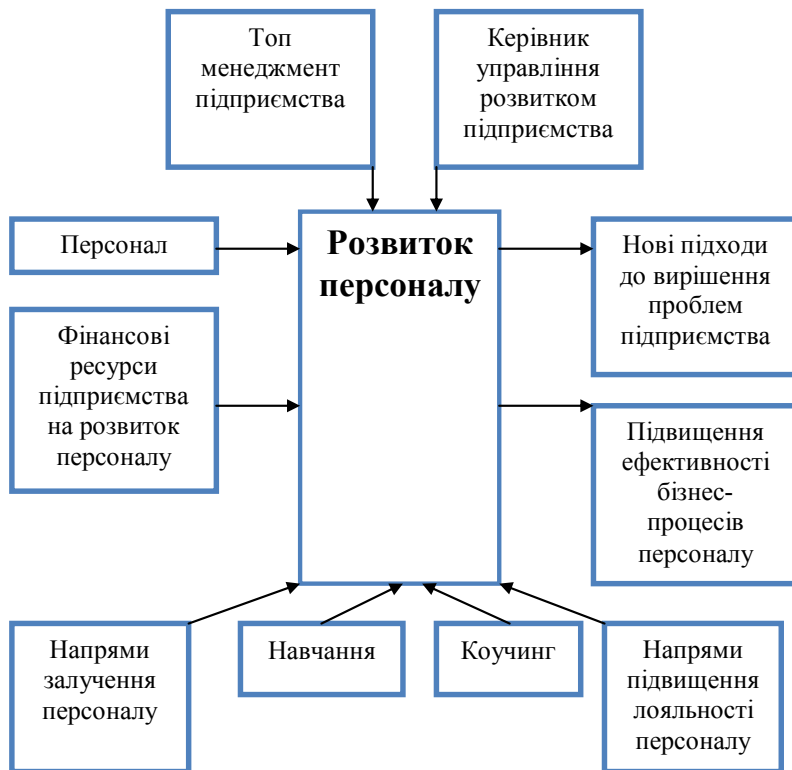 Топ
менеджмент
підприємства
Керівник
управління
розвитком
підприємства
Персонал
Розвиток
персоналу
Нові підходи
до вирішення
проблем
підприємства
Фінансові
ресурси
підприємства
на розвиток
персоналу
Підвищення
ефективності
бізнес-
процесів
персоналу
Напрями
залучення
персоналу
Навчання
Коучинг
Напрями
підвищення
лояльності
персоналу